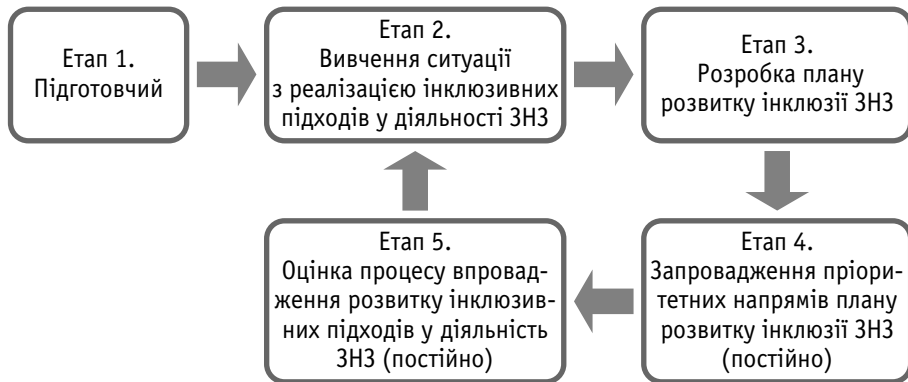 Етап 1.
Підготовчий
Етап 2.
Вивчення ситуації
з реалізацією інклюзивних
підходів у діяльності ЗНЗ
Етап 3.
Розробка плану
розвитку інклюзії ЗНЗ
Етап 4.
Запровадження пріори-
тетних напрямів плану
розвитку інклюзії ЗНЗ
(постійно)
Етап 5.
Оцінка процесу впровад-
ження розвитку інклюзив-
них підходів у діяльність
ЗНЗ (постійно)